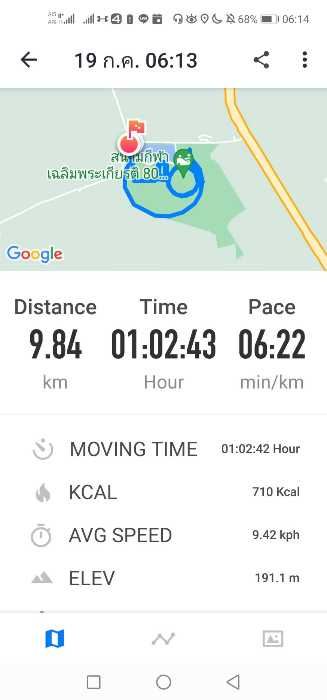 68% 06:14
19 ก.ค. 06:13
สนามกีฬา
เฉลิมพระเกียรติ 80...
Google
Distance Time Pace
9.84 01:02:43 06:22
km Hour min/km
MOVING TIME 01:02:42 Hour
KCAL 710 Kcal
AVG SPEED 9.42 kph
ELEV 191.1 m